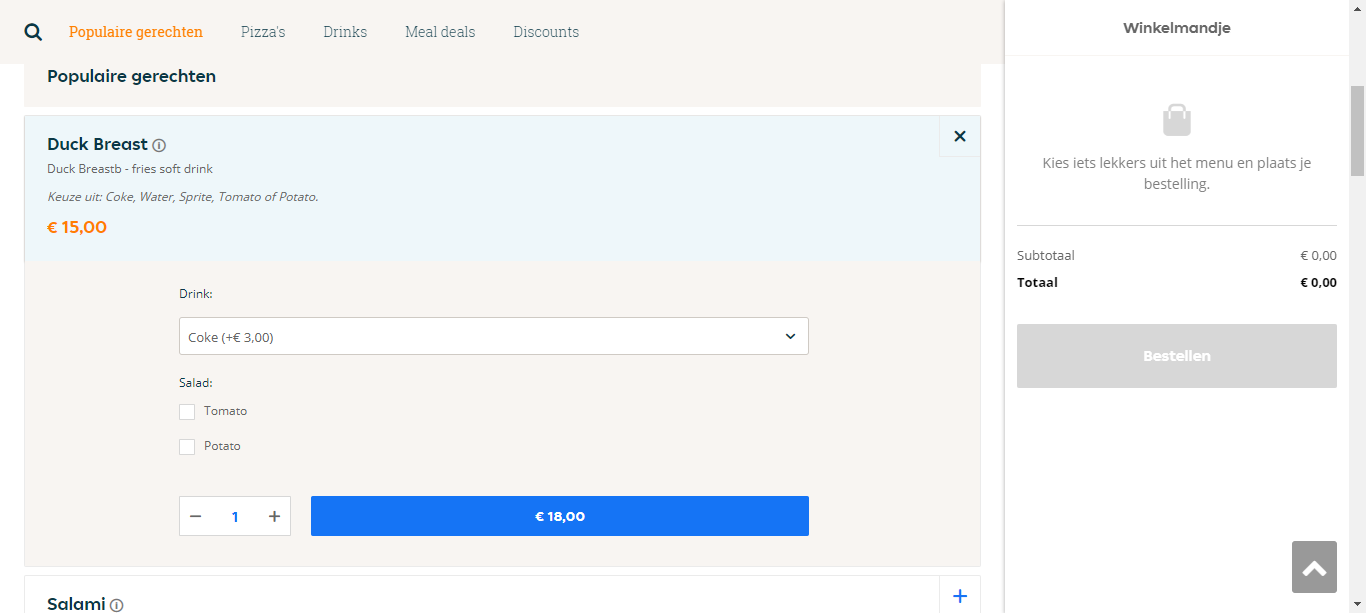 Populaire gerechten
Pizza's
Drinks
Meal deals
Discounts
Populaire gerechten
Duck Breast
Duck Breastb - fries soft drink
Keuze uit: Coke, Water, Sprite, Tomato of Potato.
€ 15,00
Drink:
Coke (+€ 3,00)
Salad:
Tomato
Potato
1
€ 18,00
Salami
Winkelmandje
Kies iets lekkers uit het menu en plaats je
bestelling.
Subtotaal € 0,00
Totaal € 0,00
Bestellen